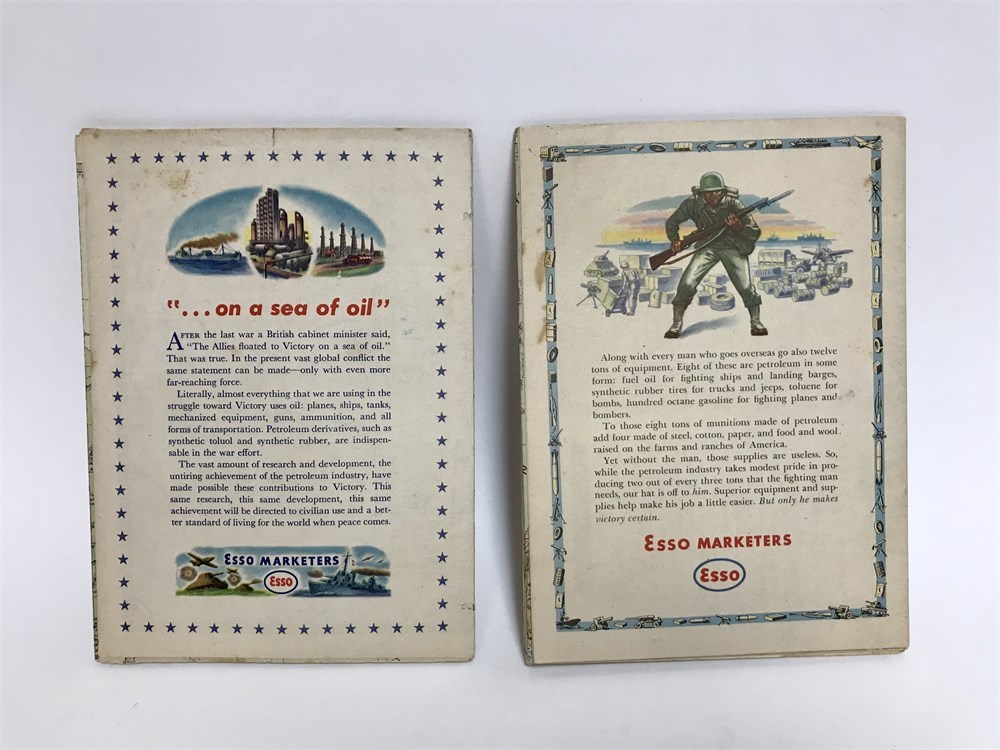 "... on a sea of oil"
AFTER the last war a British cabinet minister said,
"The Allies floated to Victory on a sea of oil."
That was true. In the present vast global conflict the
same statement can be made—only with even more
far-reaching force.
Literally, almost everything that we are using in the
struggle toward Victory uses oil: planes, ships, tanks,
mechanized equipment, guns, ammunition, and all
forms of transportation. Petroleum derivatives, such as
synthetic toluol and synthetic rubber, are indispen-
sable in the war effort.
The vast amount of research and development, the
untiring achievement of the petroleum industry, have
made possible these contributions to Victory. This
same research, this same development, this same
achievement will be directed to civilian use and a bet-
ter standard of living for the world when peace comes.
Esso MARKETERS
Esso
Along with every man who goes overseas go also twelve
tons of equipment. Eight of these are petroleum in some
form: fuel oil for fighting ships and landing barges,
synthetic rubber tires for trucks and jeeps, toluene for
bombs, hundred octane gasoline for fighting planes and
bombers.
To those eight tons of munitions made of petroleum
add four made of steel, cotton, paper, and food and wool
raised on the farms and ranches of America.
Yet without the man, those supplies are useless. So,
while the petroleum industry takes modest pride in pro-
ducing two out of every three tons that the fighting man
needs, our hat is off to him. Superior equipment and sup-
plies help make his job a little easier. But only he makes
victory certain.
Esso MARKETERS
Esso